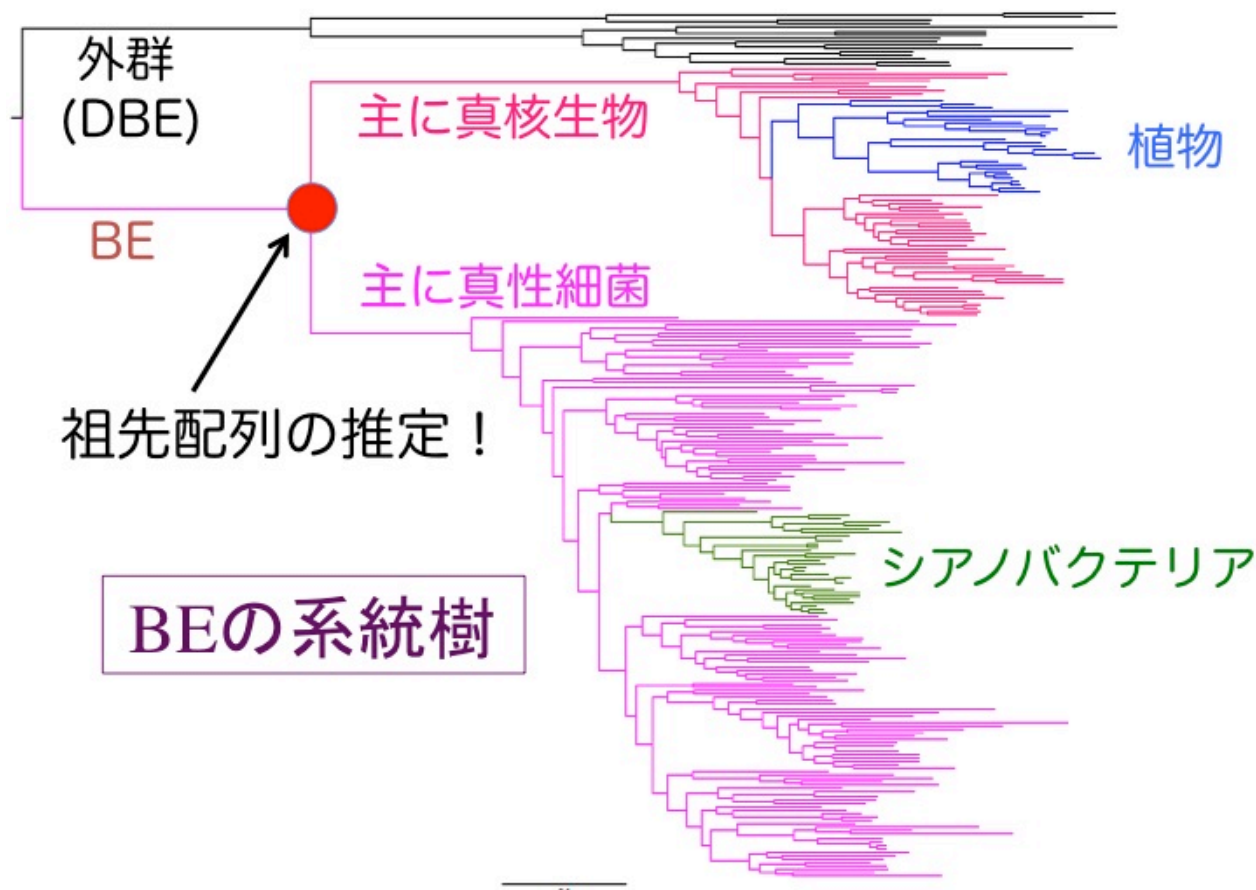 外群
(DBE)
主に真核生物
植物
BE
主に真性細菌
祖先配列の推定！
シアノバクテリア
BEの系統樹